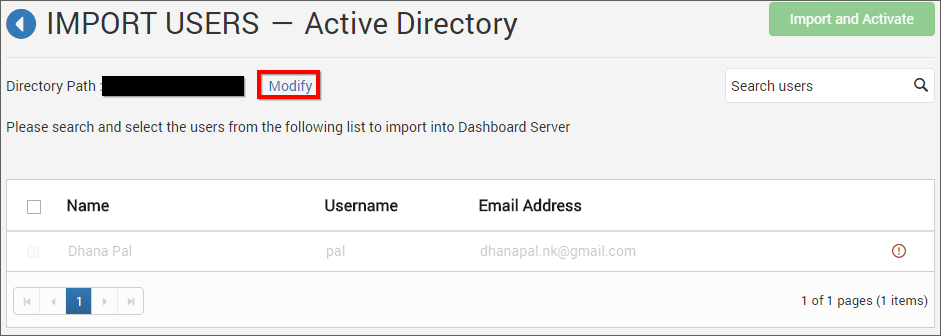 IMPORT USERS — Active Directory
Import and Activate
Directory Path :
Modify
Search users
Please search and select the users from the following list to import into Dashboard Server
Name Username Email Address
Dhana Pal pal dhanapal.nk@gmail.com
1
1 of 1 pages (1 items)